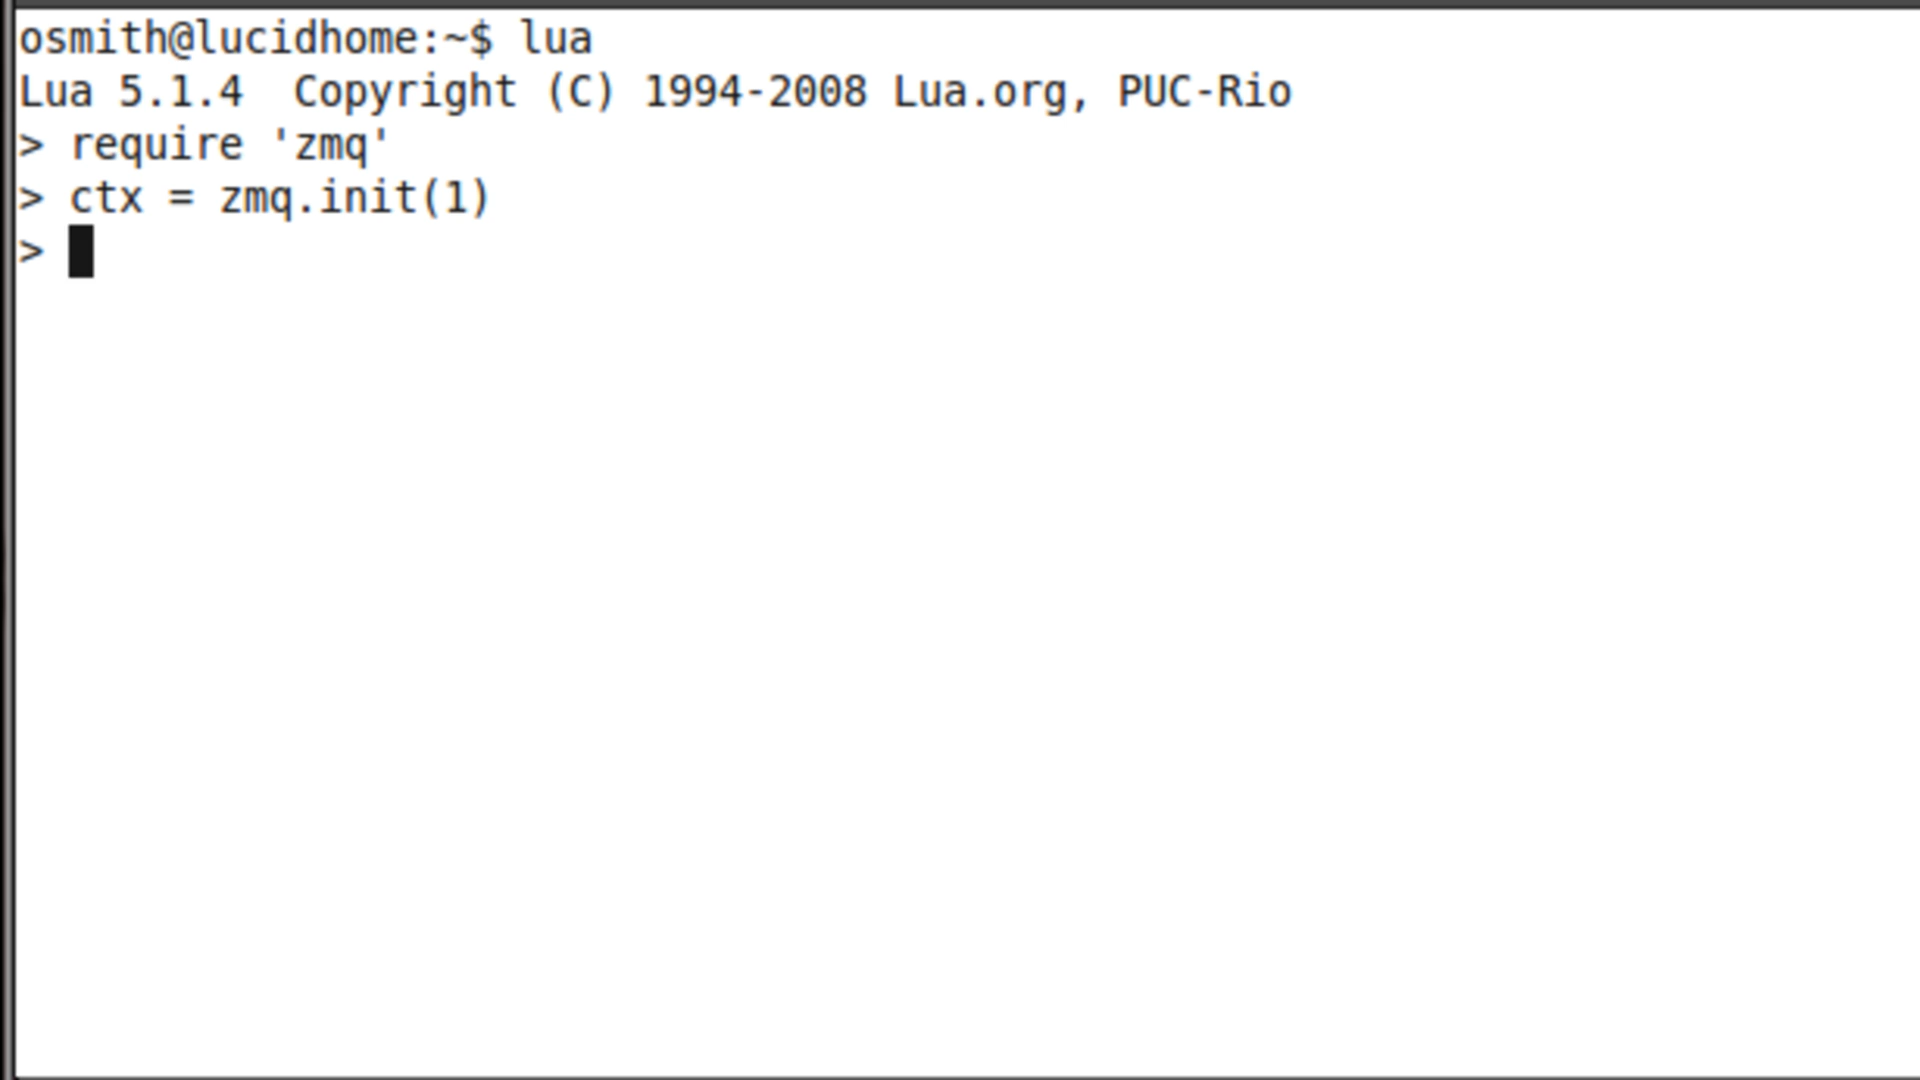 osmith@lucidhome:~$ lua
Lua 5.1.4  Copyright (C) 1994-2008 Lua.org, PUC-Rio
> require 'zmq'
> ctx = zmq.init(1)
>